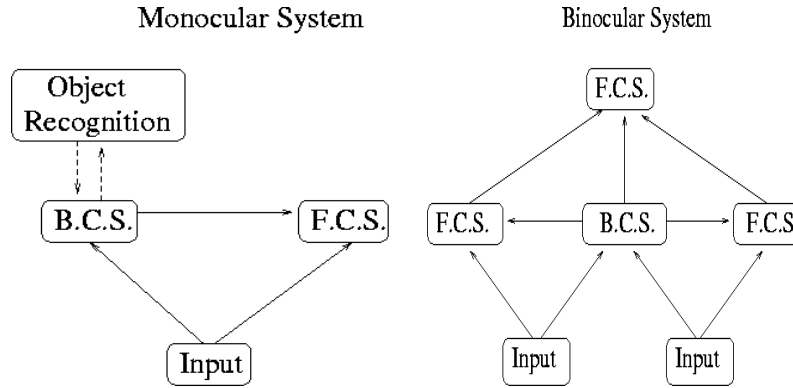 Monocular System
Object
Recognition
B.C.S.
F.C.S.
Input
Binocular System
F.C.S.
F.C.S.
B.C.S.
F.C.S
Input
Input